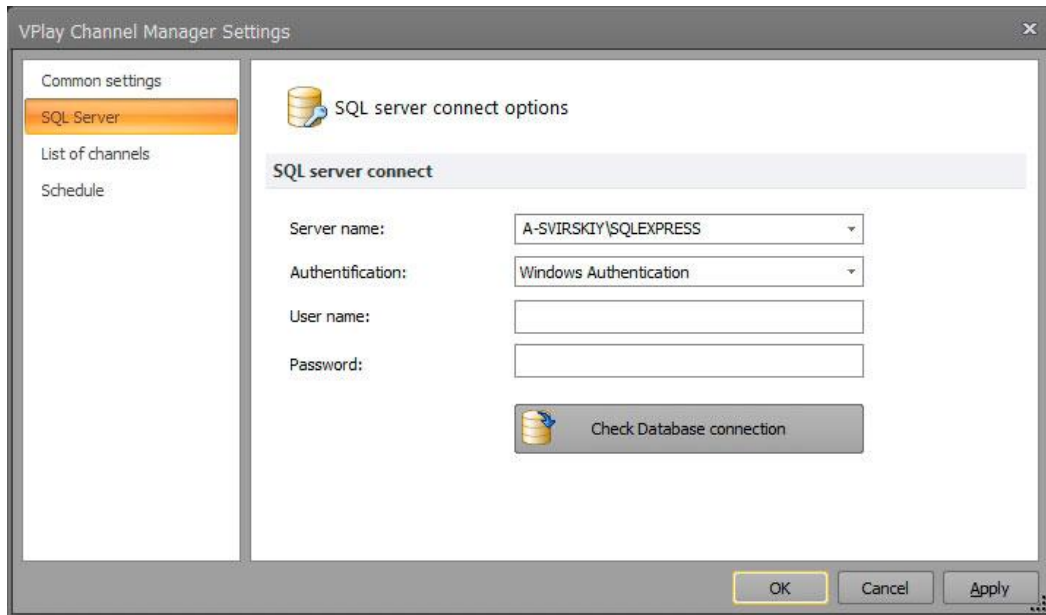 VPlay Channel Manager Settings
Common settings
SQL Server
List of channels
Schedule
SQL server connect options
SQL server connect
Server name:
A-SVIRSKIY\SQLEXPRESS
Authentification:
Windows Authentication
User name:
Password:
Check Database connection
OK
Cancel
Apply